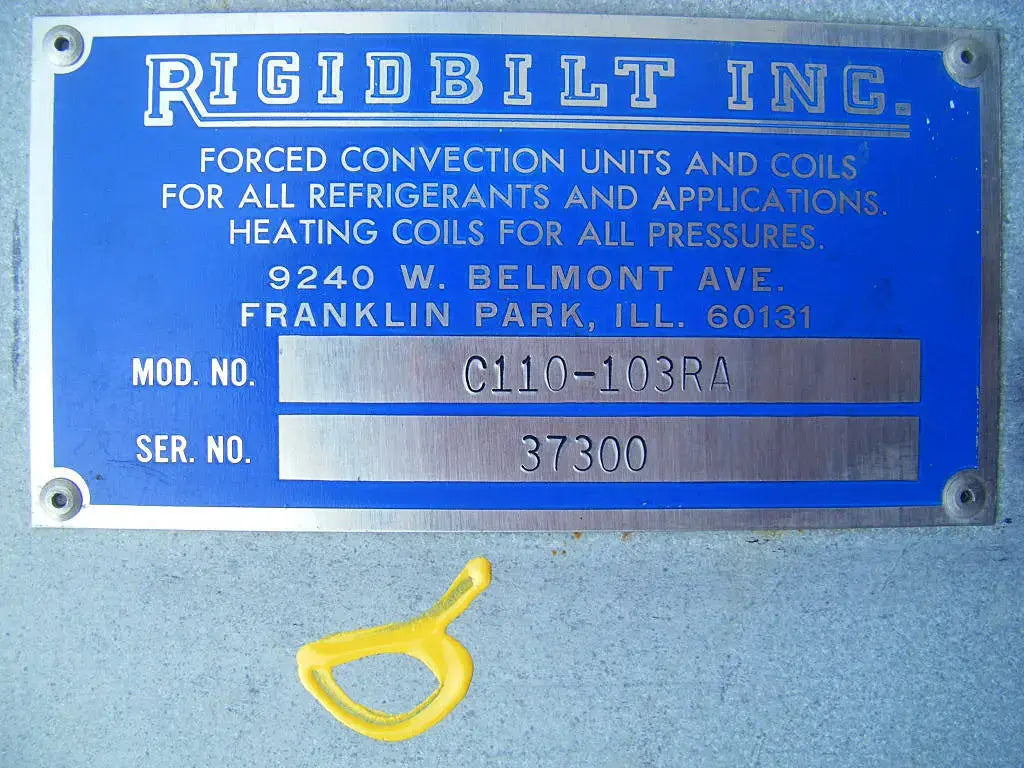 RIGIDBILT INC.
FORCED CONVECTION UNITS AND COILS
FOR ALL REFRIGERANTS AND APPLICATIONS.
HEATING COILS FOR ALL PRESSURES.
9240 W. BELMONT AVE.
FRANKLIN PARK, ILL. 60131
MOD. NO. C110-103RA
SER. NO. 37300